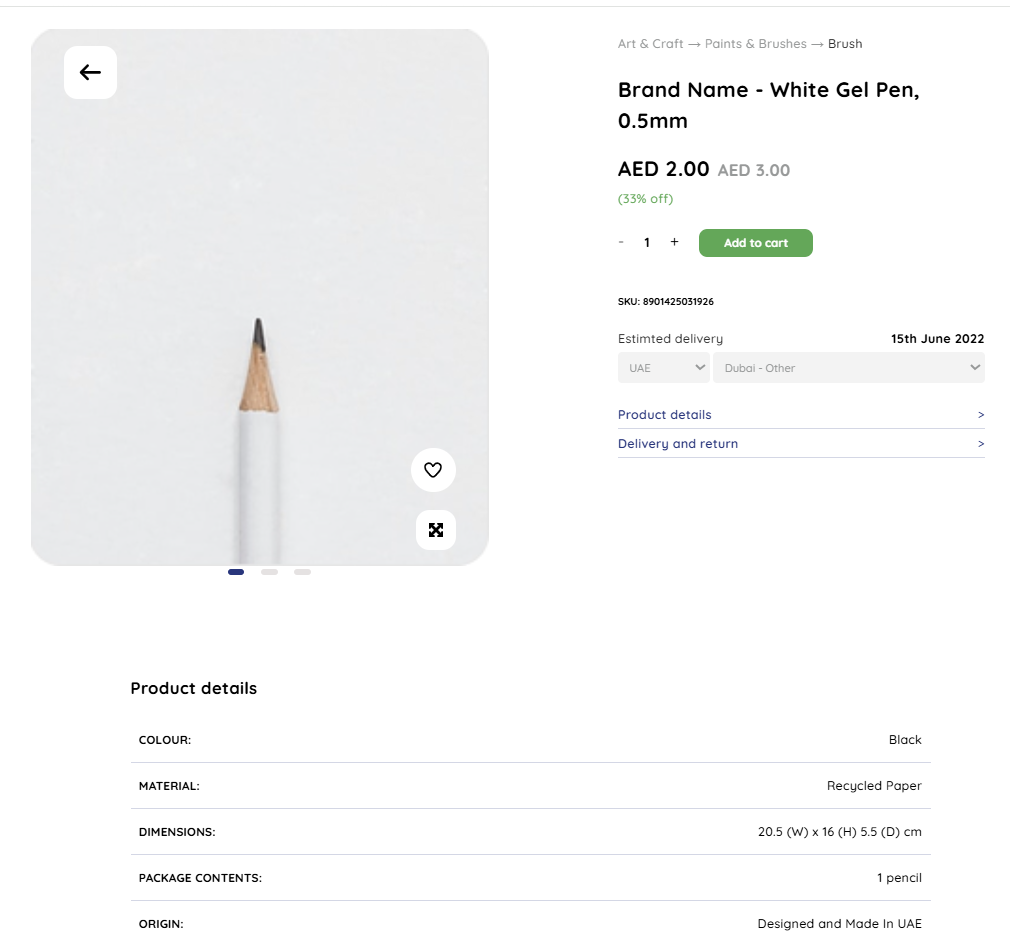 Art & Craft → Paints & Brushes → Brush
Brand Name - White Gel Pen,
0.5mm
AED 2.00 AED 3.00
(33% off)
- 1 + Add to cart
SKU: 8901425031926
Estimted delivery 15th June 2022
UAE Dubai - Other
Product details >
Delivery and return >
Product details
COLOUR: Black
MATERIAL: Recycled Paper
DIMENSIONS: 20.5 (W) x 16 (H) 5.5 (D) cm
PACKAGE CONTENTS: 1 pencil
ORIGIN: Designed and Made In UAE